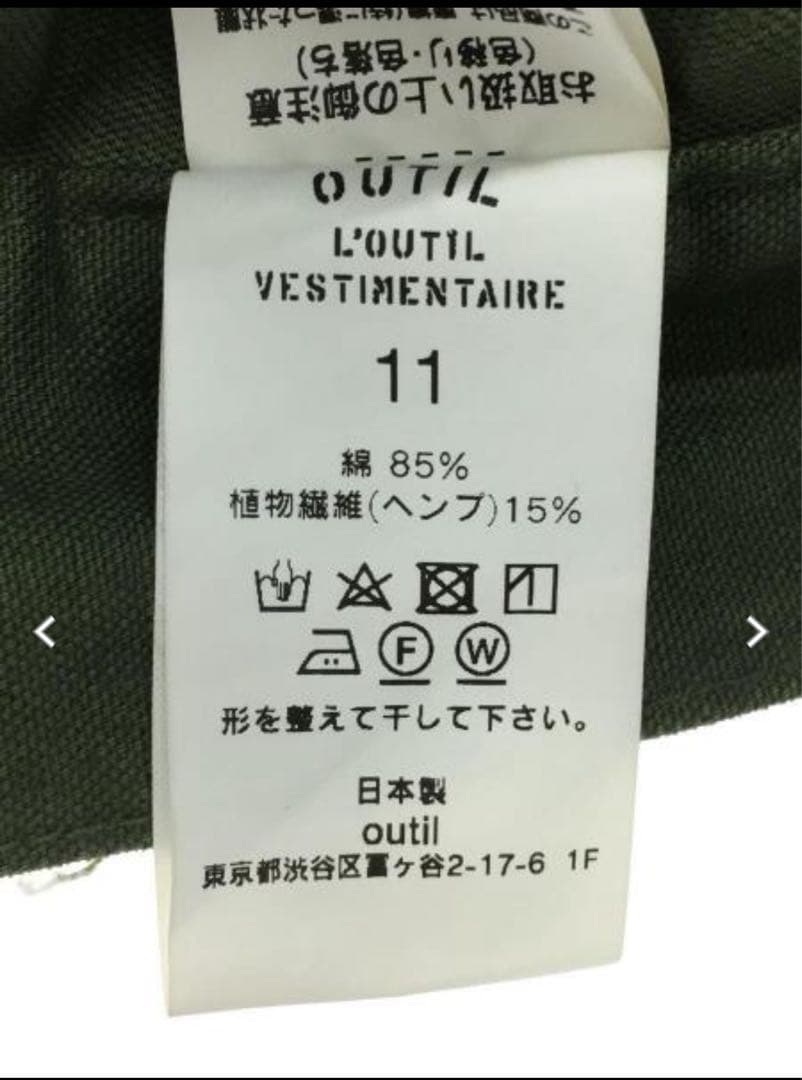 お取扱い上の御注意
(色移り・色落ち)
OUTIL
L'OUTIL
VESTIMENTAIRE
11
綿 85%
植物繊維(ヘンプ)15%
F W
形を整えて干して下さい。
日本製
outil
東京都渋谷区富ヶ谷2-17-6 1F